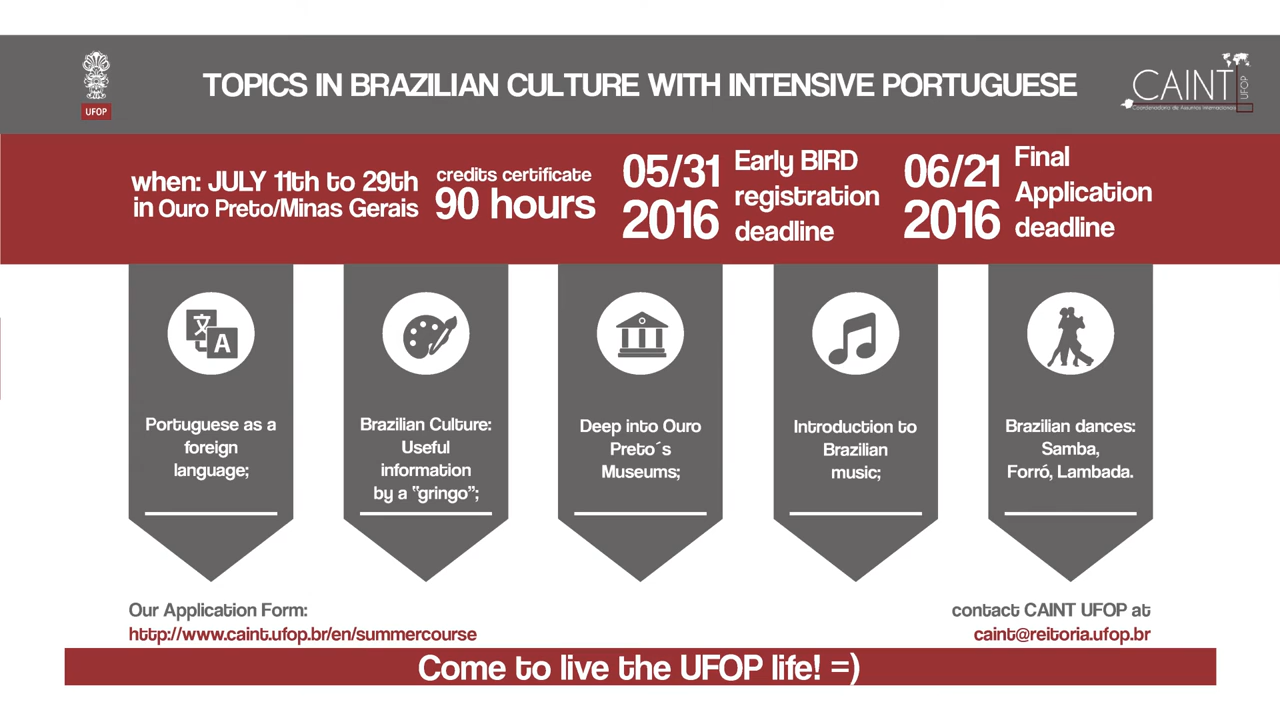 UFOP
TOPICS IN BRAZILIAN CULTURE WITH INTENSIVE PORTUGUESE
CAINT
UFOP
Coordenadoria de Assuntos Internacionais
when: JULY 11th to 29th
in Ouro Preto/Minas Gerais
credits certificate
90 hours
05/31
2016
Early BIRD
registration
deadline
06/21
2016
Final
Application
deadline
A
Portuguese as a
foreign
language;
Brazilian Culture:
Useful
information
by a "gringo";
Deep into Ouro
Preto´s
Museums;
Introduction to
Brazilian
music;
Brazilian dances:
Samba,
Forró, Lambada.
Our Application Form:
http://www.caint.ufop.br/en/summercourse
contact CAINT UFOP at
caint@reitoria.ufop.br
Come to live the UFOP life! =)